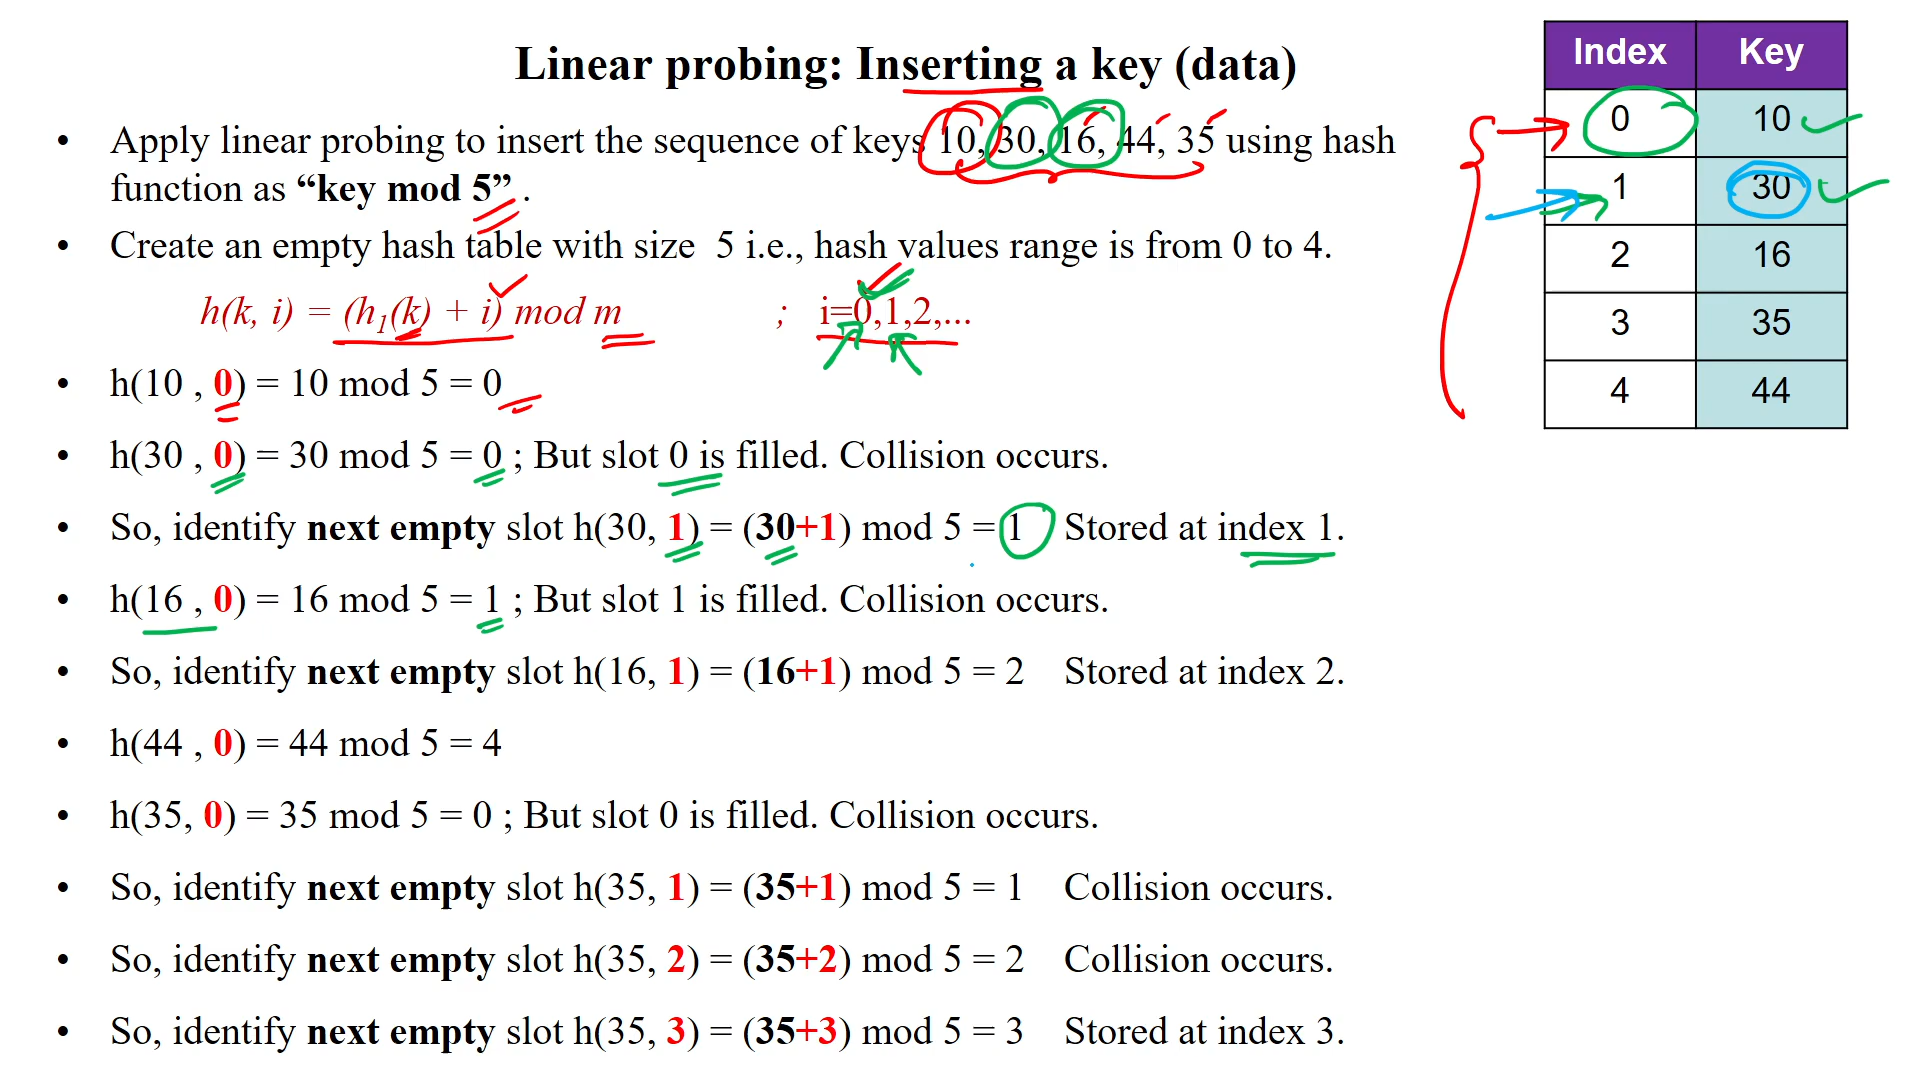 Linear probing: Inserting a key (data)
• Apply linear probing to insert the sequence of keys 10, 30, 16, 44, 35 using hash
function as “key mod 5” .
• Create an empty hash table with size 5 i.e., hash values range is from 0 to 4.
h(k, i) = (h1(k) + i) mod m ; i=0,1,2,...
• h(10 , 0) = 10 mod 5 = 0
• h(30 , 0) = 30 mod 5 = 0 ; But slot 0 is filled. Collision occurs.
• So, identify next empty slot h(30, 1) = (30+1) mod 5 = 1 Stored at index 1.
• h(16 , 0) = 16 mod 5 = 1 ; But slot 1 is filled. Collision occurs.
• So, identify next empty slot h(16, 1) = (16+1) mod 5 = 2 Stored at index 2.
• h(44 , 0) = 44 mod 5 = 4
• h(35, 0) = 35 mod 5 = 0 ; But slot 0 is filled. Collision occurs.
• So, identify next empty slot h(35, 1) = (35+1) mod 5 = 1 Collision occurs.
• So, identify next empty slot h(35, 2) = (35+2) mod 5 = 2 Collision occurs.
• So, identify next empty slot h(35, 3) = (35+3) mod 5 = 3 Stored at index 3.
Index Key
0 10
1 30
2 16
3 35
4 44